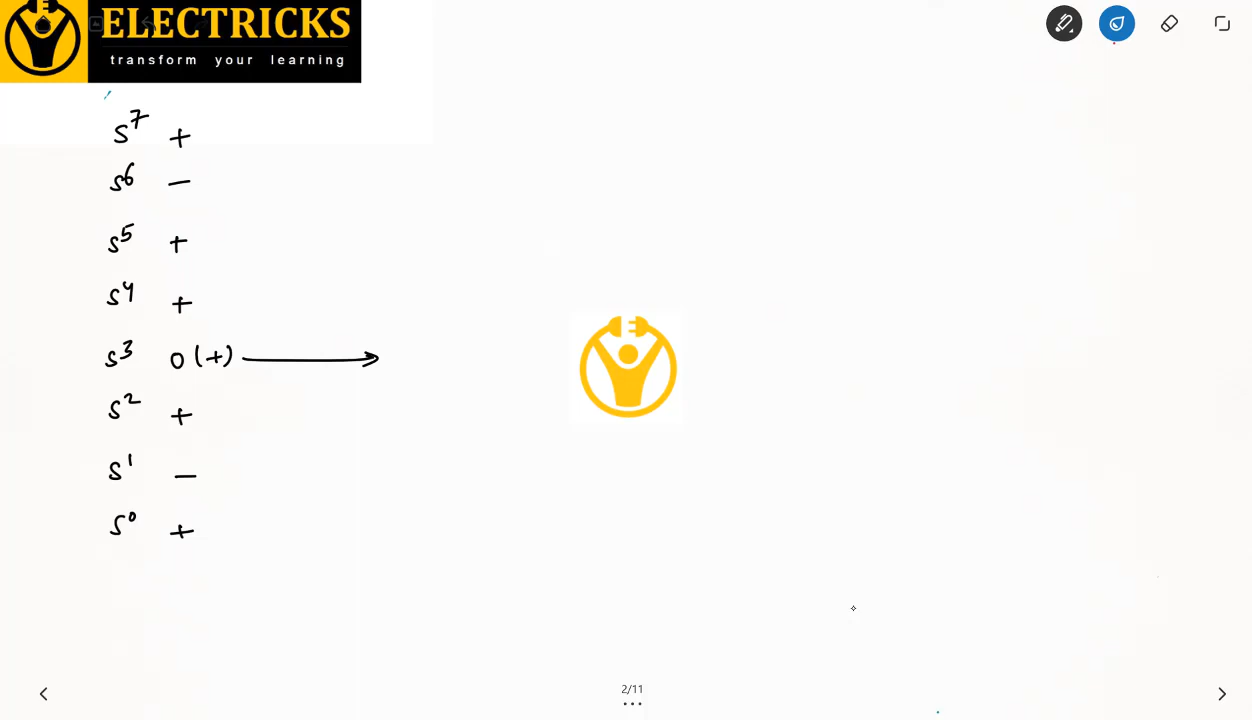 ELECTRICKS
transform your learning
s⁷ +
s⁶ −
s⁵ +
s⁴ +
s³ 0 (+) →
s² +
s¹ −
s⁰ +
2/11